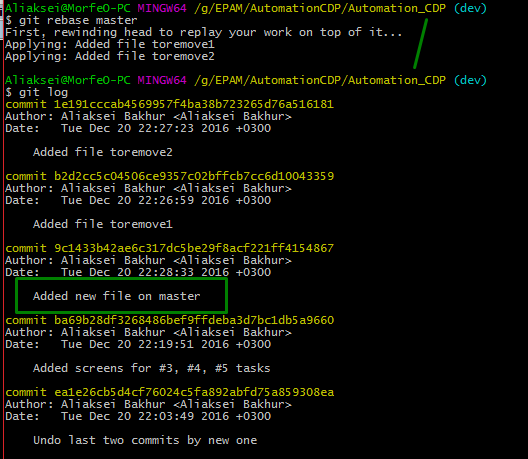 Aliaksei@MorfeO-PC MINGW64 /g/EPAM/AutomationCDP/Automation_CDP (dev)
$ git rebase master
First, rewinding head to replay your work on top of it...
Applying: Added file toremove1
Applying: Added file toremove2
Aliaksei@MorfeO-PC MINGW64 /g/EPAM/AutomationCDP/Automation_CDP (dev)
$ git log
commit 1e191cccab4569957f4ba38b723265d76a516181
Author: Aliaksei Bakhur <Aliaksei Bakhur>
Date:   Tue Dec 20 22:27:23 2016 +0300
Added file toremove2
commit b2d2cc5c04506ce9357c02bffcb7cc6d10043359
Author: Aliaksei Bakhur <Aliaksei Bakhur>
Date:   Tue Dec 20 22:26:59 2016 +0300
Added file toremove1
commit 9c1433b42ae6c317dc5be29f8acf221ff4154867
Author: Aliaksei Bakhur <Aliaksei Bakhur>
Date:   Tue Dec 20 22:28:33 2016 +0300
Added new file on master
commit ba69b28df3268486bef9ffdeba3d7bc1db5a9660
Author: Aliaksei Bakhur <Aliaksei Bakhur>
Date:   Tue Dec 20 22:19:51 2016 +0300
Added screens for #3, #4, #5 tasks
commit ea1e26cb5d4cf76024c5fa892abfd75a859308ea
Author: Aliaksei Bakhur <Aliaksei Bakhur>
Date:   Tue Dec 20 22:03:49 2016 +0300
Undo last two commits by new one